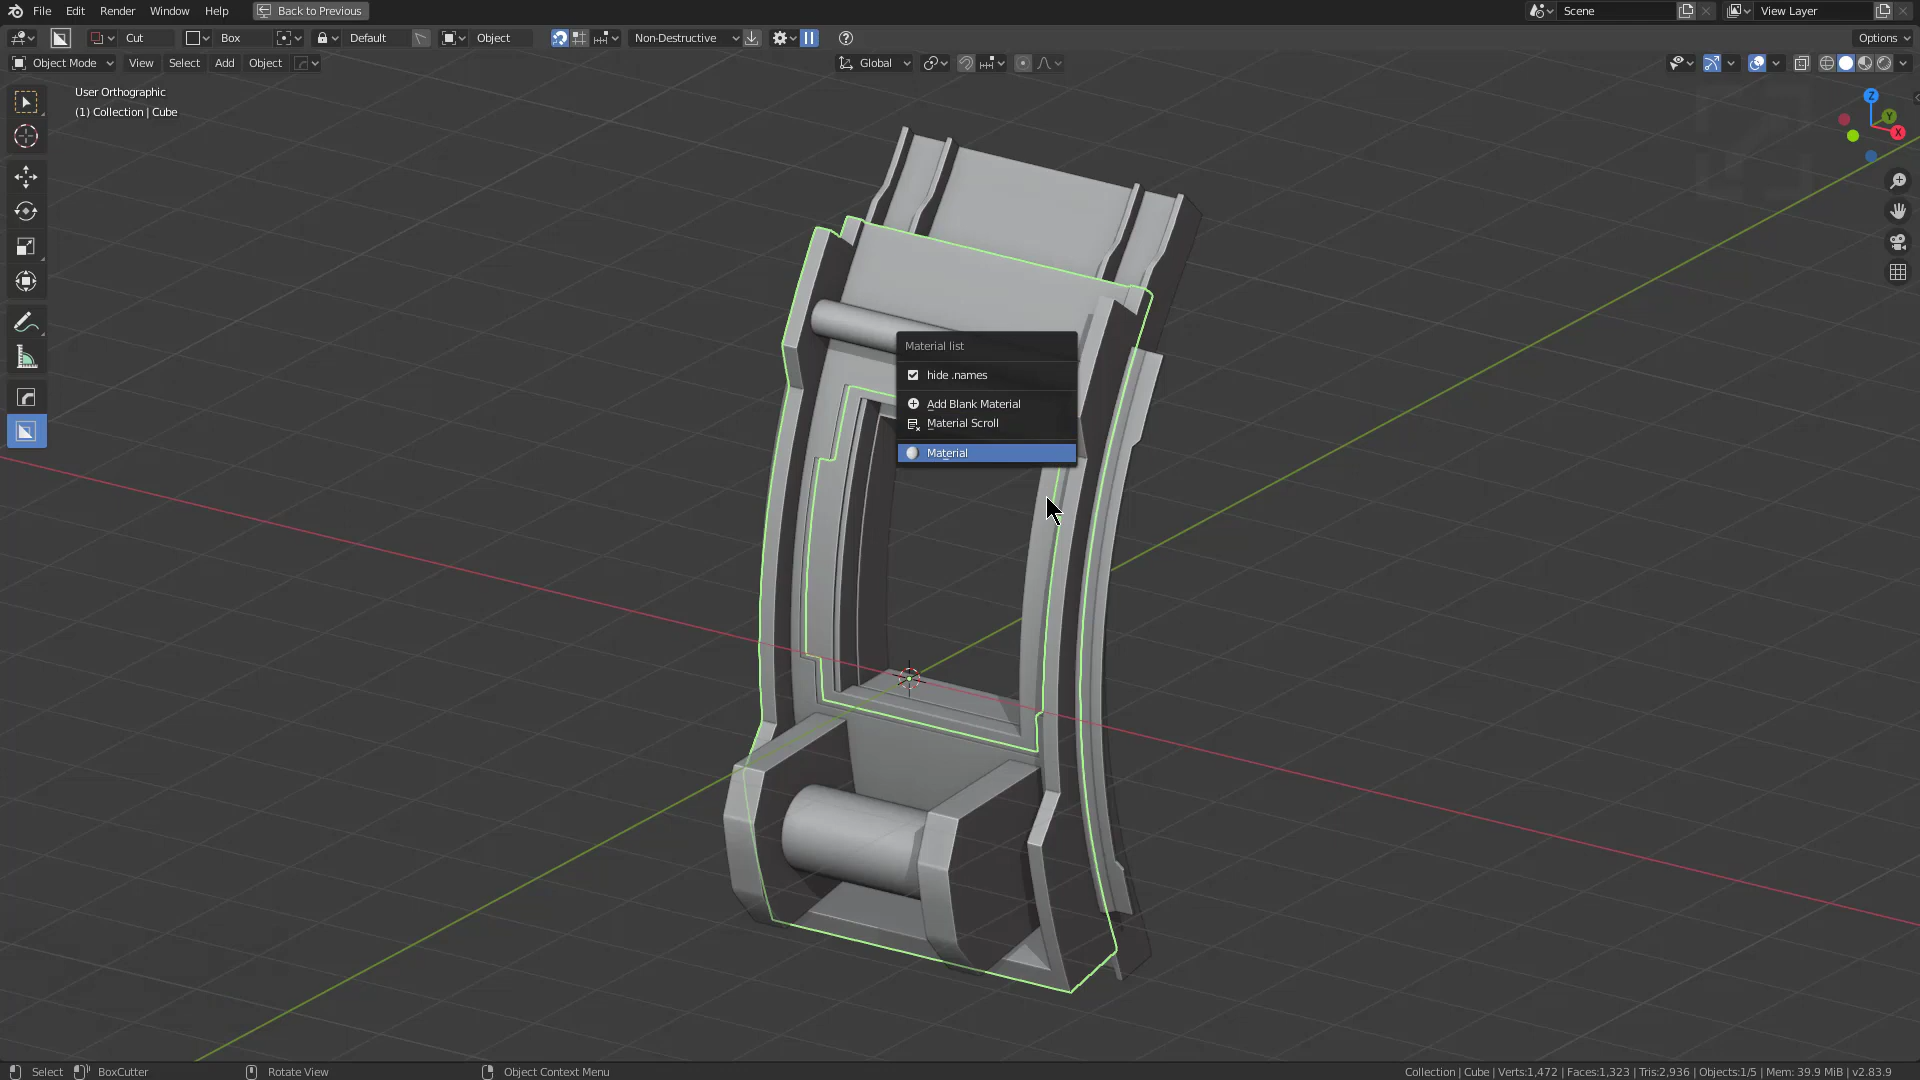 File Edit Render Window Help Back to Previous Scene View Layer
Cut Box Default Object Non-Destructive Options
Object Mode View Select Add Object Global
User Orthographic
(1) Collection | Cube
Z
Y
X
Material list
hide .names
Add Blank Material
Material Scroll
Material
Select BoxCutter Rotate View Object Context Menu Collection | Cube | Verts:1,472 | Faces:1,323 | Tris:2,936 | Objects:1/5 | Mem: 39.9 MiB | v2.83.9